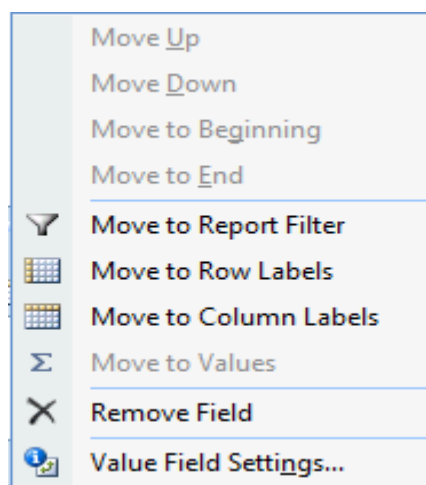 Move Up
Move Down
Move to Beginning
Move to End
Move to Report Filter
Move to Row Labels
Move to Column Labels
Σ Move to Values
Remove Field
Value Field Settings...